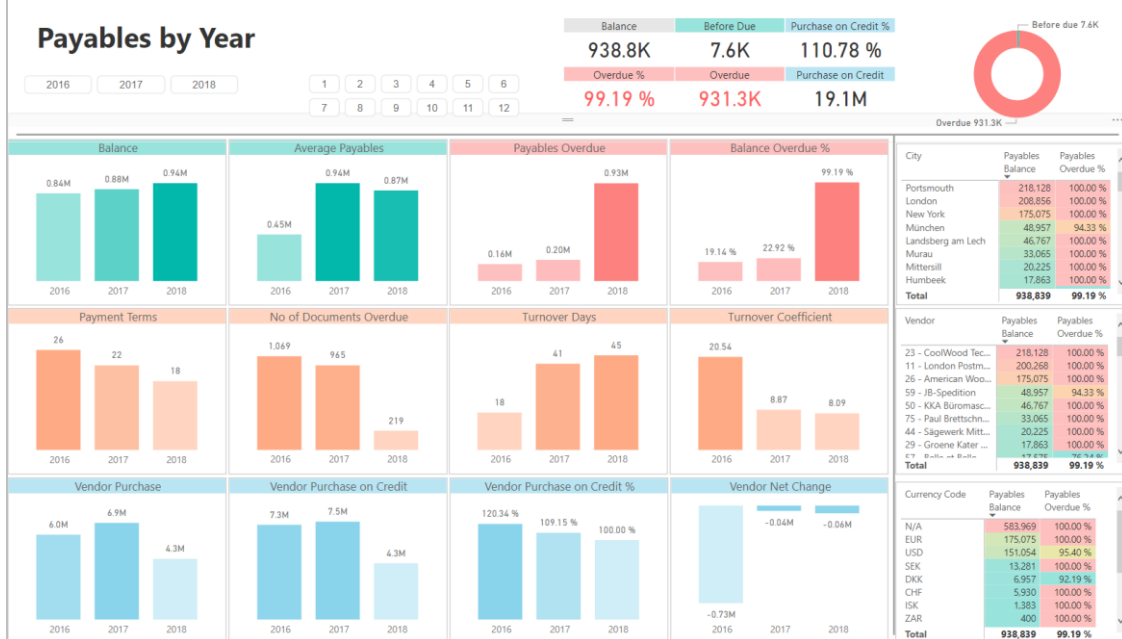 Payables by Year
2016 2017 2018
1 2 3 4 5 6
7 8 9 10 11 12
Balance Before Due Purchase on Credit %
938.8K 7.6K 110.78 %
Overdue % Overdue Purchase on Credit
99.19 % 931.3K 19.1M
Before due 7.6K
Overdue 931.3K
Balance
0.84M 0.88M 0.94M
2016 2017 2018
Average Payables
0.45M 0.94M 0.87M
2016 2017 2018
Payables Overdue
0.16M 0.20M 0.93M
2016 2017 2018
Balance Overdue %
19.14 % 22.92 % 99.19 %
2016 2017 2018
Payment Terms
26 22 18
2016 2017 2018
No of Documents Overdue
1,069 965 219
2016 2017 2018
Turnover Days
18 41 45
2016 2017 2018
Turnover Coefficient
20.54 8.87 8.09
2016 2017 2018
Vendor Purchase
6.0M 6.9M 4.3M
2016 2017 2018
Vendor Purchase on Credit
7.3M 7.5M 4.3M
2016 2017 2018
Vendor Purchase on Credit %
120.34 % 109.15 % 100.00 %
2016 2017 2018
Vendor Net Change
-0.73M -0.04M -0.06M
2016 2017 2018
City Payables Balance Payables Overdue %
Portsmouth 218,128 100.00 %
London 208,856 100.00 %
New York 175,075 100.00 %
München 48,957 94.33 %
Landsberg am Lech 46,767 100.00 %
Murau 33,065 100.00 %
Mittersill 20,225 100.00 %
Humbeek 17,863 100.00 %
Total 938,839 99.19 %
Vendor Payables Balance Payables Overdue %
23 - CoolWood Tec... 218,128 100.00 %
11 - London Postm... 200,268 100.00 %
26 - American Woo... 175,075 100.00 %
59 - JB-Spedition 48,957 94.33 %
50 - KKA Büromasc... 46,767 100.00 %
75 - Paul Brettschn... 33,065 100.00 %
44 - Sägewerk Mitt... 20,225 100.00 %
29 - Groene Kater ... 17,863 100.00 %
Total 938,839 99.19 %
Currency Code Payables Balance Payables Overdue %
N/A 583,969 100.00 %
EUR 175,075 100.00 %
USD 151,054 95.40 %
SEK 13,281 100.00 %
DKK 6,957 92.19 %
CHF 5,930 100.00 %
ISK 1,383 100.00 %
ZAR 400 100.00 %
Total 938,839 99.19 %